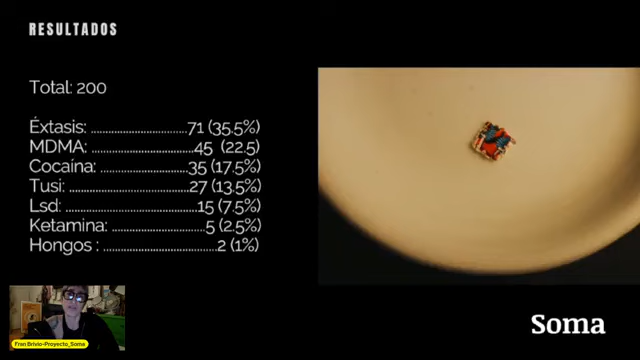 RESULTADOS
Total: 200
Éxtasis: ................................71 (35.5%)
MDMA: ..................................45 (22.5)
Cocaína: ..............................35 (17.5%)
Tusi: .....................................27 (13.5%)
Lsd: ........................................15 (7.5%)
Ketamina: ................................5 (2.5%)
Hongos : ...................................2 (1%)
Fran Brivio-Proyecto_Soma
Soma